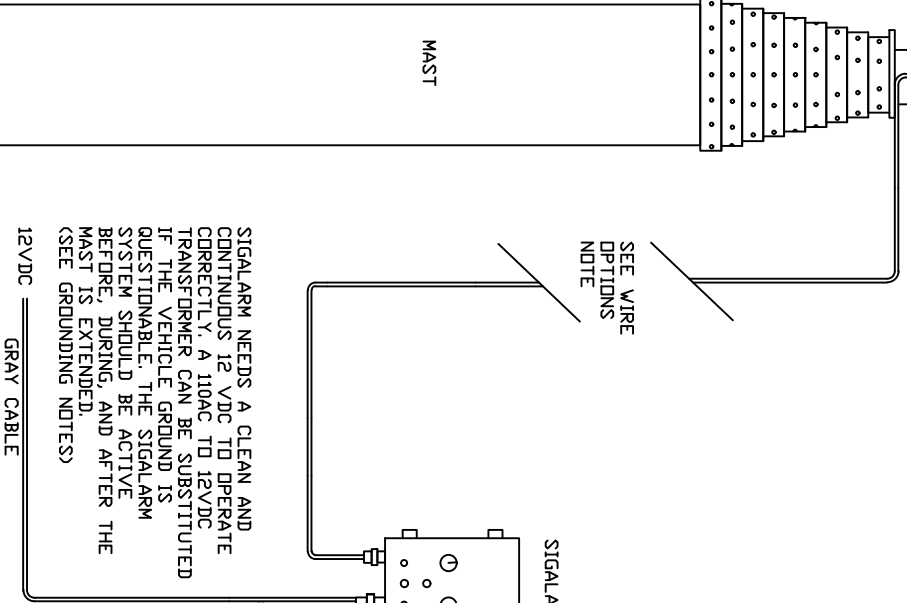 MAST
SEE WIRE
OPTIONS
NOTE
SIGALARM NEEDS A CLEAN AND
CONTINUOUS 12 VDC TO OPERATE
CORRECTLY. A 110AC TO 12VDC
TRANSFORMER CAN BE SUBSTITUTED
IF THE VEHICLE GROUND IS
QUESTIONABLE. THE SIGALARM
SYSTEM SHOULD BE ACTIVE
BEFORE, DURING, AND AFTER THE
MAST IS EXTENDED.
(SEE GROUNDING NOTES)
12VDC
GRAY CABLE